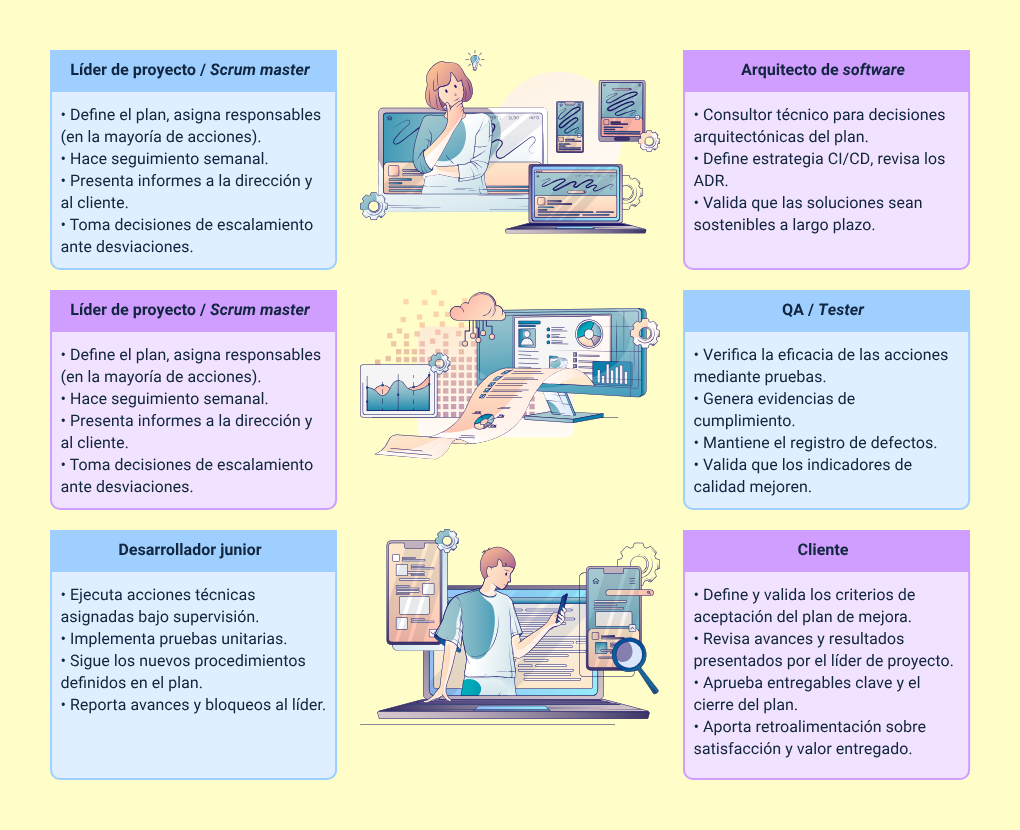 Líder de proyecto / Scrum master
• Define el plan, asigna responsables
(en la mayoría de acciones).
• Hace seguimiento semanal.
• Presenta informes a la dirección y
al cliente.
• Toma decisiones de escalamiento
ante desviaciones.
Arquitecto de software
• Consultor técnico para decisiones
arquitectónicas del plan.
• Define estrategia CI/CD, revisa los
ADR.
• Valida que las soluciones sean
sostenibles a largo plazo.
Líder de proyecto / Scrum master
• Define el plan, asigna responsables
(en la mayoría de acciones).
• Hace seguimiento semanal.
• Presenta informes a la dirección y
al cliente.
• Toma decisiones de escalamiento
ante desviaciones.
QA / Tester
• Verifica la eficacia de las acciones
mediante pruebas.
• Genera evidencias de
cumplimiento.
• Mantiene el registro de defectos.
• Valida que los indicadores de
calidad mejoren.
Desarrollador junior
• Ejecuta acciones técnicas
asignadas bajo supervisión.
• Implementa pruebas unitarias.
• Sigue los nuevos procedimientos
definidos en el plan.
• Reporta avances y bloqueos al líder.
Cliente
• Define y valida los criterios de
aceptación del plan de mejora.
• Revisa avances y resultados
presentados por el líder de proyecto.
• Aprueba entregables clave y el
cierre del plan.
• Aporta retroalimentación sobre
satisfacción y valor entregado.